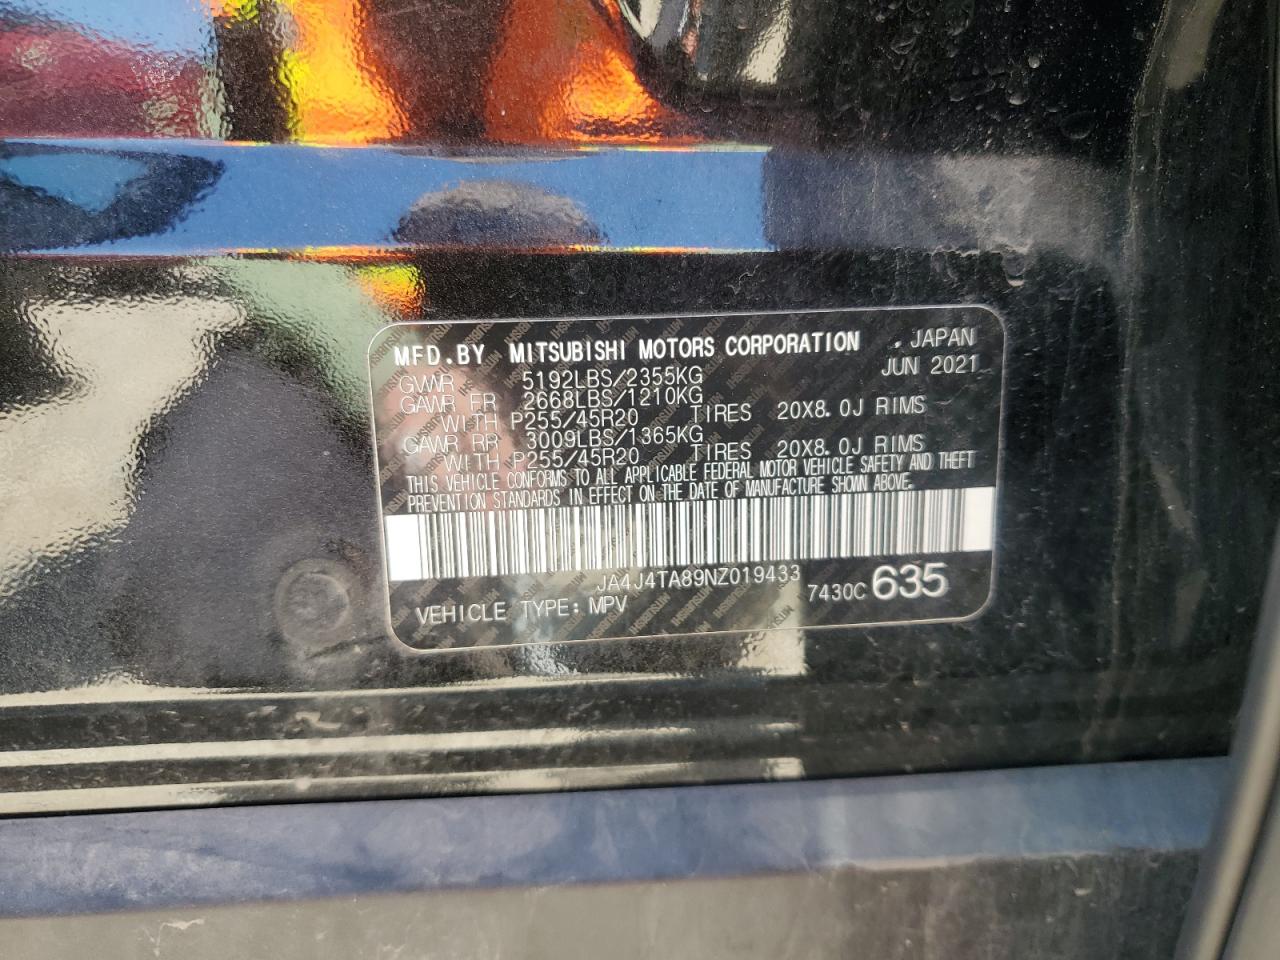 MFD.BY MITSUBISHI MOTORS CORPORATION . JAPAN
JUN 2021
GVWR 5192LBS/2355KG
GAWR FR 2668LBS/1210KG
WITH P255/45R20 TIRES 20X8.0J RIMS
GAWR RR 3009LBS/1365KG
WITH P255/45R20 TIRES 20X8.0J RIMS
THIS VEHICLE CONFORMS TO ALL APPLICABLE FEDERAL MOTOR VEHICLE SAFETY AND THEFT
PREVENTION STANDARDS IN EFFECT ON THE DATE OF MANUFACTURE SHOWN ABOVE.
JA4J4TA89NZ019433
VEHICLE TYPE: MPV 7430C 635